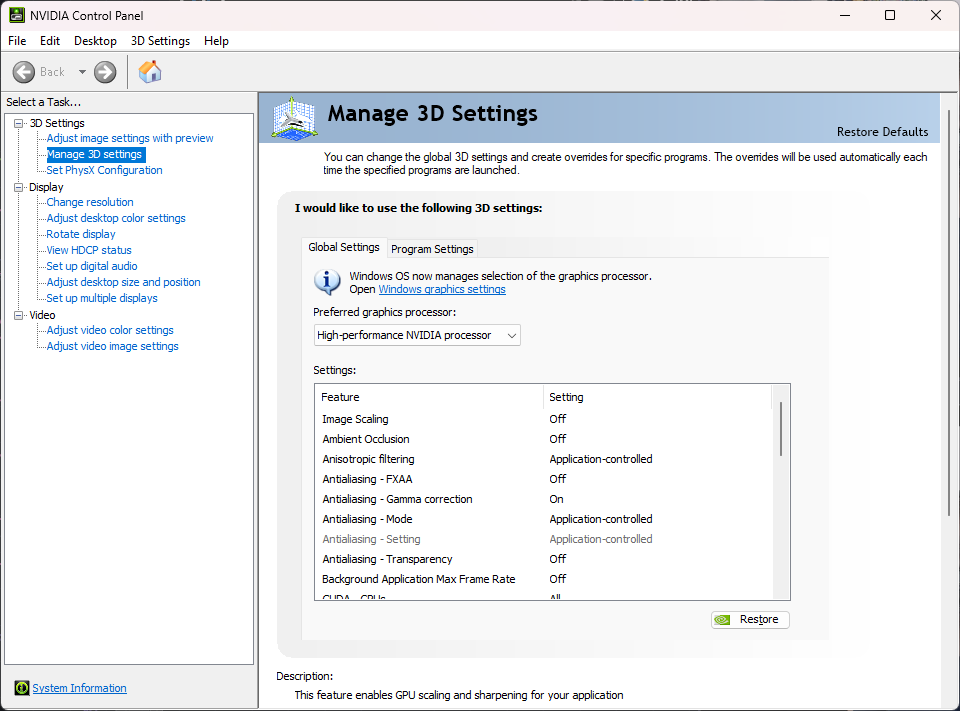 NVIDIA Control Panel
File Edit Desktop 3D Settings Help
Back
Select a Task...
3D Settings
Adjust image settings with preview
Manage 3D settings
Set PhysX Configuration
Display
Change resolution
Adjust desktop color settings
Rotate display
View HDCP status
Set up digital audio
Adjust desktop size and position
Set up multiple displays
Video
Adjust video color settings
Adjust video image settings
System Information
Manage 3D Settings
Restore Defaults
You can change the global 3D settings and create overrides for specific programs. The overrides will be used automatically each
time the specified programs are launched.
I would like to use the following 3D settings:
Global Settings Program Settings
Windows OS now manages selection of the graphics processor.
Open Windows graphics settings
Preferred graphics processor:
High-performance NVIDIA processor
Settings:
Feature Setting
Image Scaling Off
Ambient Occlusion Off
Anisotropic filtering Application-controlled
Antialiasing - FXAA Off
Antialiasing - Gamma correction On
Antialiasing - Mode Application-controlled
Antialiasing - Setting Application-controlled
Antialiasing - Transparency Off
Background Application Max Frame Rate Off
CUDA - GPUs All
Restore
Description:
This feature enables GPU scaling and sharpening for your application